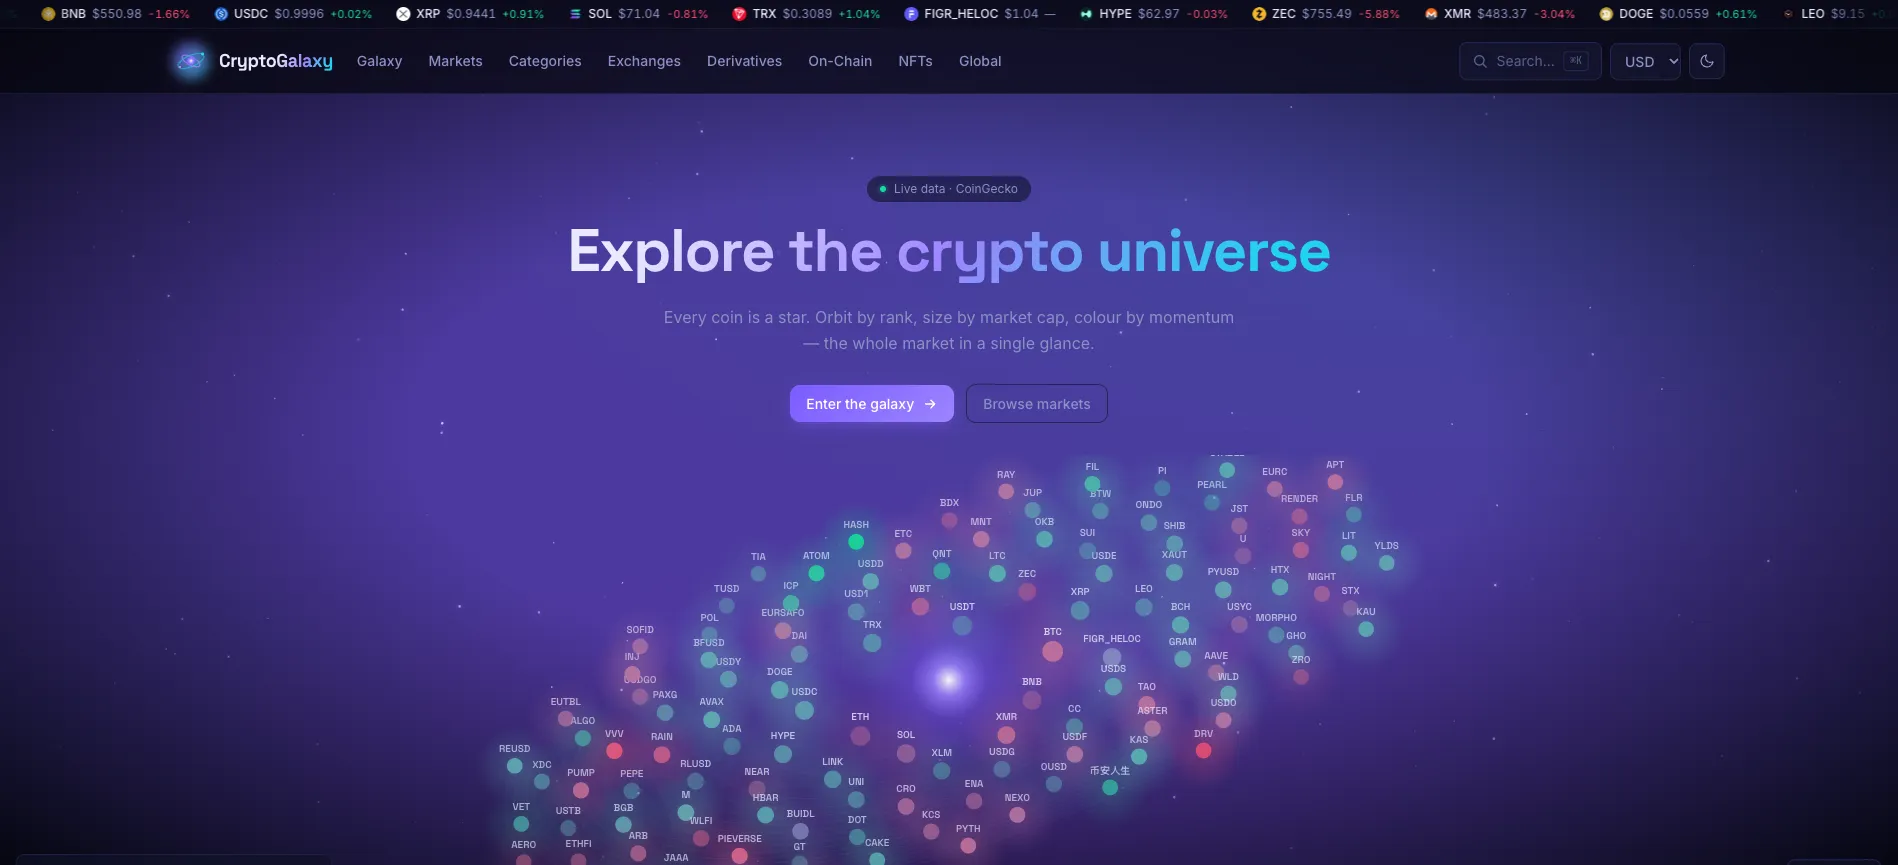 BNB $550.98 -1.66%
USDC $0.9996 +0.02%
XRP $0.9441 +0.91%
SOL $71.04 -0.81%
TRX $0.3089 +1.04%
FIGR_HELOC $1.04 —
HYPE $62.97 -0.03%
ZEC $755.49 -5.88%
XMR $483.37 -3.04%
DOGE $0.0559 +0.61%
LEO $9.15
CryptoGalaxy
Galaxy
Markets
Categories
Exchanges
Derivatives
On-Chain
NFTs
Global
Search... ⌘K
USD
Live data · CoinGecko
Explore the crypto universe
Every coin is a star. Orbit by rank, size by market cap, colour by momentum
— the whole market in a single glance.
Enter the galaxy →
Browse markets
RAY
FIL
PI
EURC
APT
JUP
BTW
PEARL
RENDER
FLR
BDX
ONDO
JST
HASH
ETC
MNT
OKB
SUI
SHIB
U
SKY
LIT
YLDS
TIA
ATOM
USDD
QNT
LTC
ZEC
USDE
XAUT
PYUSD
HTX
NIGHT
STX
TUSD
ICP
USD1
WBT
USDT
XRP
LEO
BCH
USYC
MORPHO
KAU
POL
EURSAFO
DAI
TRX
BTC
FIGR_HELOC
GRAM
GHO
SOFID
BFUSD
USDY
DOGE
USDC
USDS
AAVE
ZRO
INJ
USDGO
PAXG
AVAX
BNB
TAO
WLD
EUTBL
ALGO
ADA
ETH
XMR
CC
ASTER
USDO
VVV
RAIN
HYPE
SOL
USDF
KAS
DRV
REUSD
XDC
RLUSD
LINK
XLM
USDG
OUSD
币安人生
PUMP
PEPE
NEAR
UNI
CRO
ENA
NEXO
VET
USTB
BGB
M
HBAR
BUIDL
DOT
KCS
PYTH
WLFI
AERO
ETHFI
ARB
JAAA
PIEVERSE
GT
CAKE